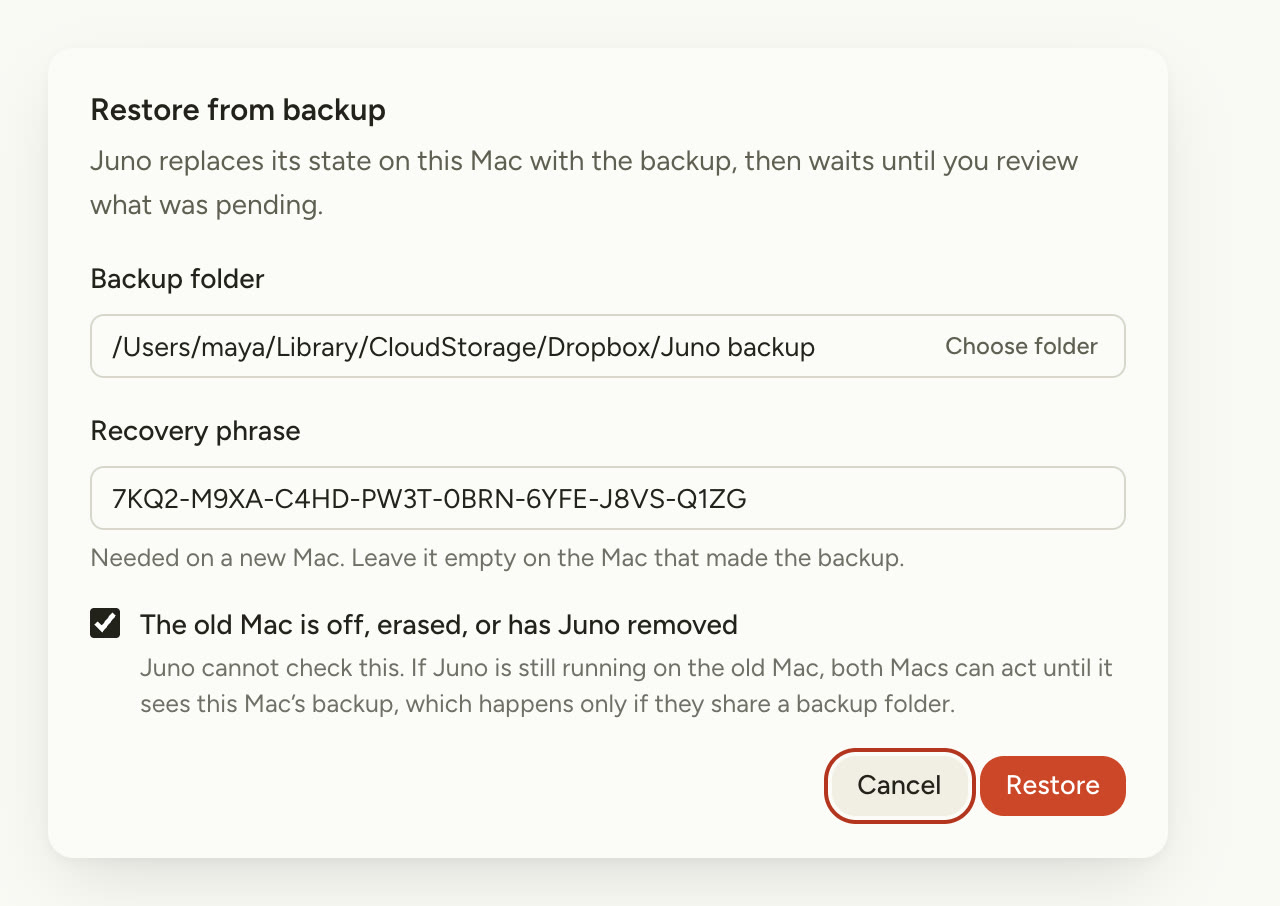 Restore from backup
Juno replaces its state on this Mac with the backup, then waits until you review
what was pending.
Backup folder
/Users/maya/Library/CloudStorage/Dropbox/Juno backup
Choose folder
Recovery phrase
7KQ2-M9XA-C4HD-PW3T-0BRN-6YFE-J8VS-Q1ZG
Needed on a new Mac. Leave it empty on the Mac that made the backup.
The old Mac is off, erased, or has Juno removed
Juno cannot check this. If Juno is still running on the old Mac, both Macs can act until it
sees this Mac’s backup, which happens only if they share a backup folder.
Cancel
Restore